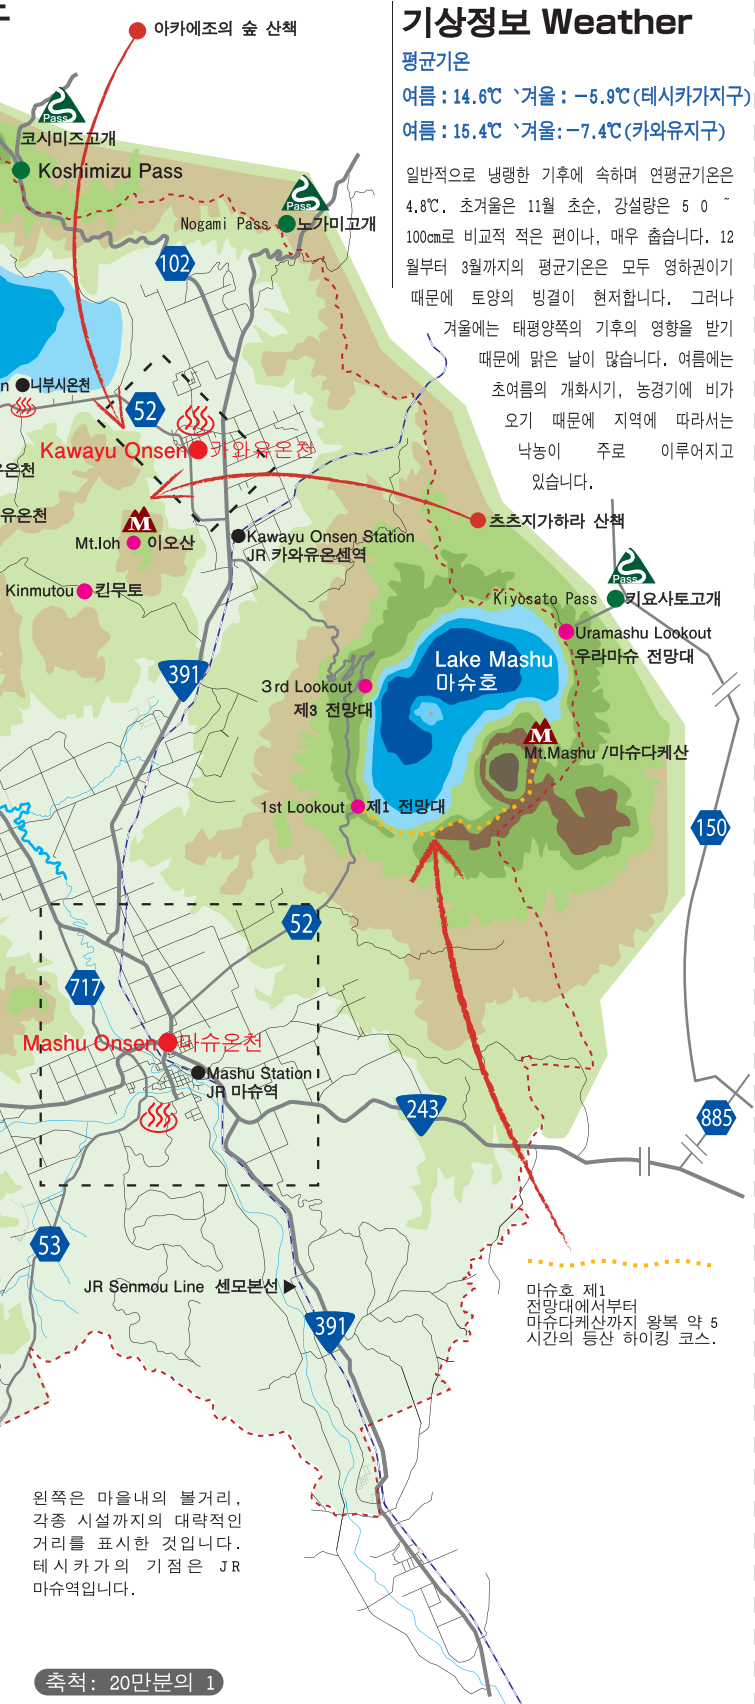 기상정보 Weather
평균기온
여름 : 14.6℃ 、겨울 : −5.9℃(테시카가지구)
여름 : 15.4℃ 、겨울:−7.4℃(카와유지구)
일반적으로 냉랭한 기후에 속하며 연평균기온은
4.8℃. 초겨울은 11월 초순, 강설량은 5 0 ~
100cm로 비교적 적은 편이나, 매우 춥습니다. 12
월부터 3월까지의 평균기온은 모두 영하권이기
때문에 토양의 빙결이 현저합니다. 그러나
겨울에는 태평양쪽의 기후의 영향을 받기
때문에 맑은 날이 많습니다. 여름에는
초여름의 개화시기, 농경기에 비가
오기 때문에 지역에 따라서는
낙농이 주로 이루어지고
있습니다.
아카에조의 숲 산책
Pass
코시미즈고개
Koshimizu Pass
Pass
Nogami Pass 노가미고개
102
n 니부시온천
52
Kawayu Onsen 카와유온천
온천
유온천
츠츠지가하라 산책
M
Mt.Ioh 이오산
Kawayu Onsen Station
JR 카와유온센역
Kinmutou 킨무토
Pass
Kiyosato Pass 키요사토고개
Uramashu Lookout
우라마슈 전망대
Lake Mashu
마슈호
391
3rd Lookout
제3 전망대
M
Mt.Mashu /마슈다케산
1st Lookout 제1 전망대
150
52
717
Mashu Onsen 마슈온천
Mashu Station
JR 마슈역
243
885
53
JR Senmou Line 센모본선
391
마슈호 제1
전망대에서부터
마슈다케산까지 왕복 약 5
시간의 등산 하이킹 코스.
왼쪽은 마을내의 볼거리,
각종 시설까지의 대략적인
거리를 표시한 것입니다.
테시카가의 기점은 JR
마슈역입니다.
축척: 20만분의 1